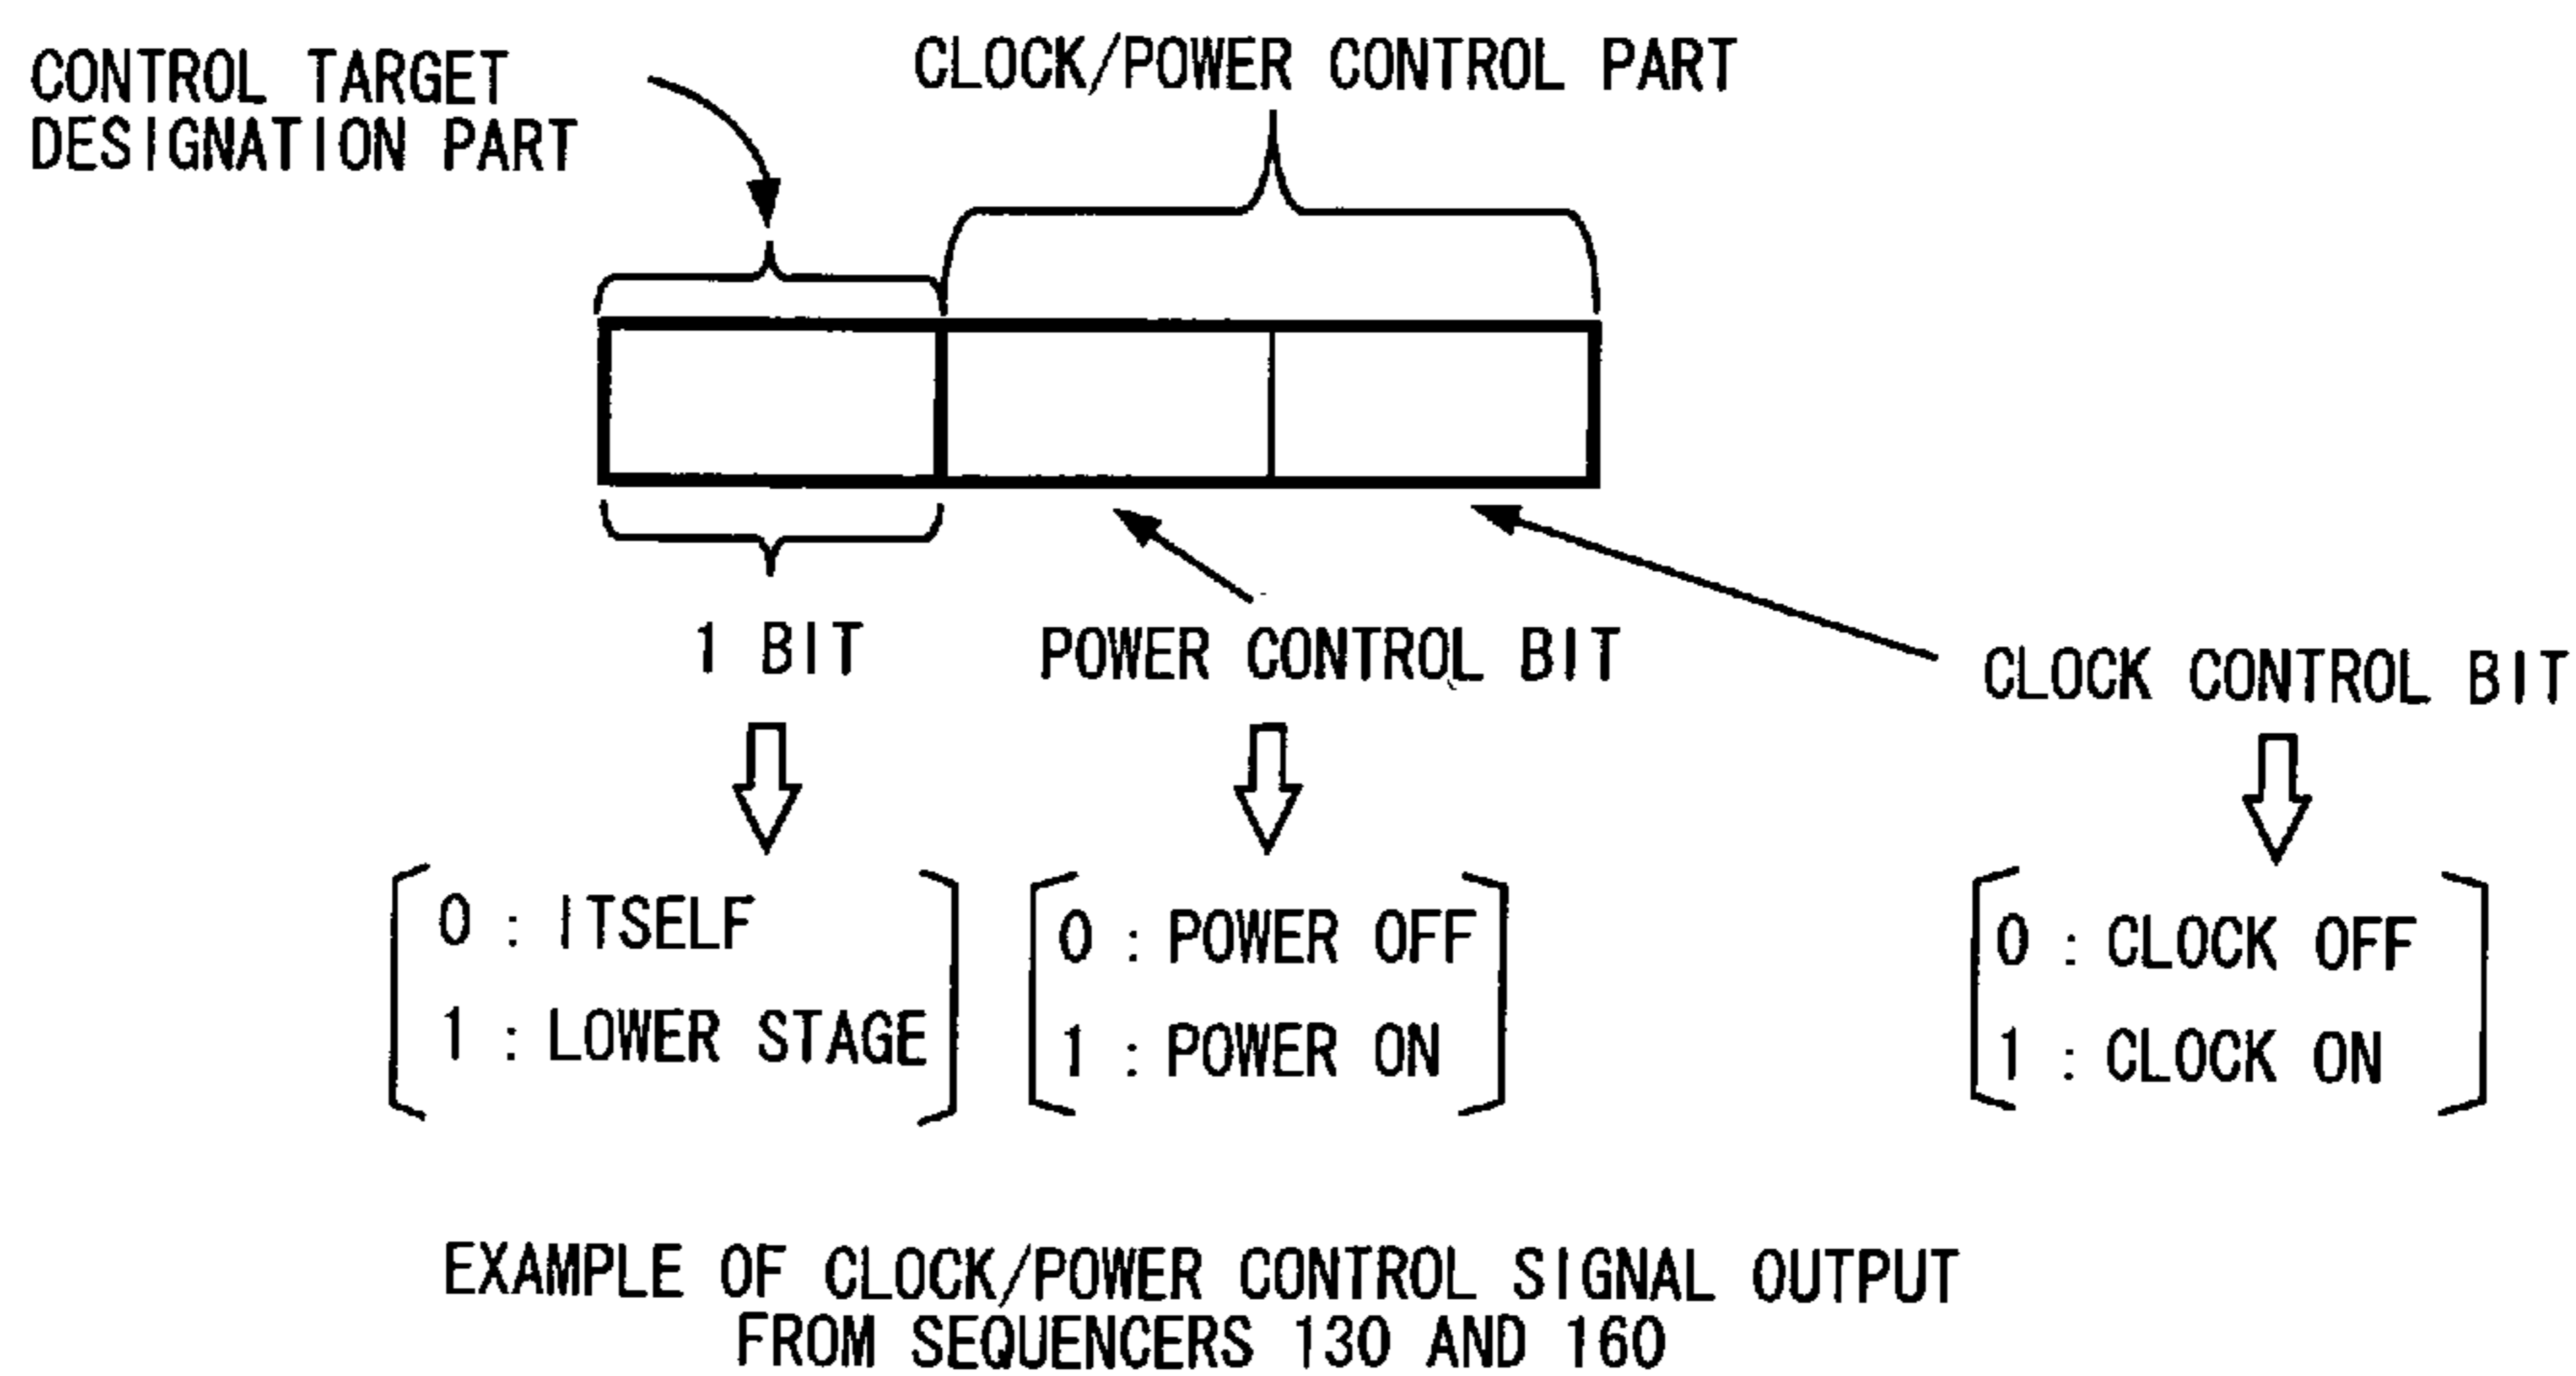 CONTROL TARGET
DESIGNATION PART
CLOCK/POWER CONTROL PART
1 BIT
POWER CONTROL BIT
CLOCK CONTROL BIT
0 : ITSELF
1 : LOWER STAGE
0 : POWER OFF
1 : POWER ON
0 : CLOCK OFF
1 : CLOCK ON
EXAMPLE OF CLOCK/POWER CONTROL SIGNAL OUTPUT
FROM SEQUENCERS 130 AND 160